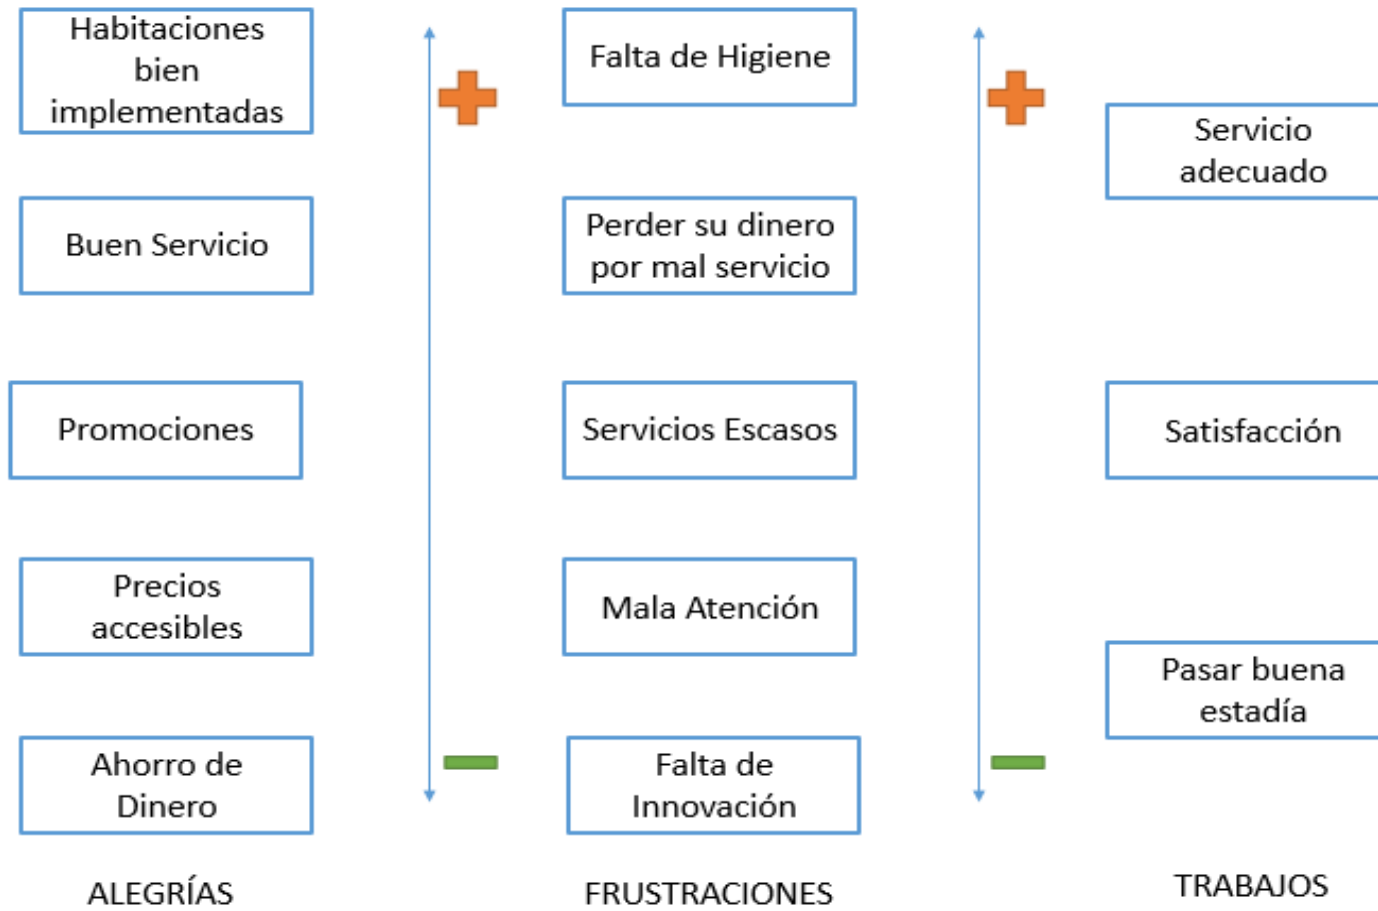 Habitaciones
bien
implementadas
Buen Servicio
Promociones
Precios
accesibles
Ahorro de
Dinero
ALEGRÍAS
Falta de Higiene
Perder su dinero
por mal servicio
Servicios Escasos
Mala Atención
Falta de
Innovación
FRUSTRACIONES
Servicio
adecuado
Satisfacción
Pasar buena
estadía
TRABAJOS